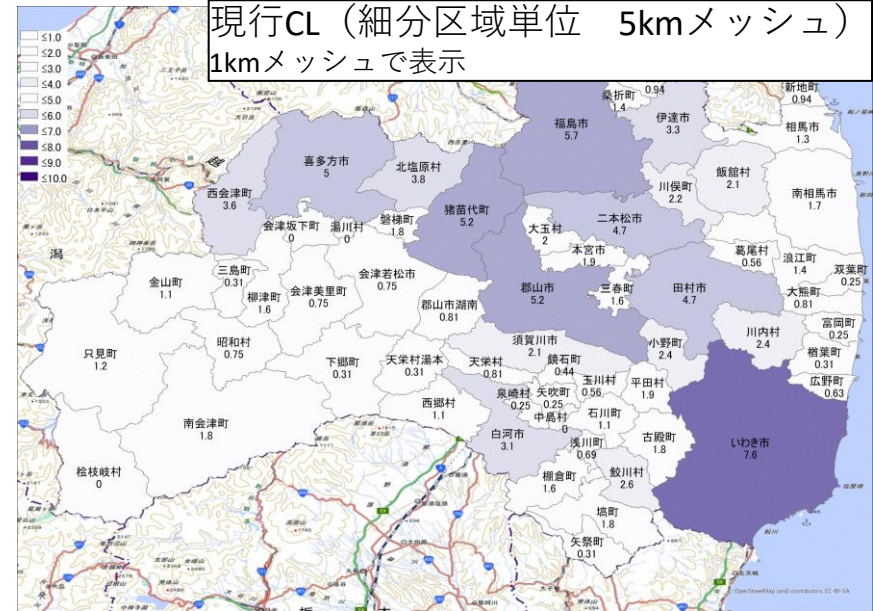 現行CL（細分区域単位　5kmメッシュ）
1kmメッシュで表示
≤1.0
≤2.0
≤3.0
≤4.0
≤5.0
≤6.0
≤7.0
≤8.0
≤9.0
≤10.0
0.94
桑折町
1.4
新地町
0.94
福島市
5.7
伊達市
3.3
相馬市
1.3
喜多方市
5
北塩原村
3.8
飯舘村
2.1
西会津町
3.6
川俣町
2.2
南相馬市
1.7
猪苗代町
5.2
二本松市
4.7
会津坂下町
0
湯川村
0
磐梯町
1.8
大玉村
2
本宮市
1.9
葛尾村
0.56
浪江町
1.4
双葉町
0.25
三島町
0.31
会津若松市
0.75
金山町
1.1
柳津町
1.6
会津美里町
0.75
郡山市
5.2
三春町
1.6
田村市
4.7
大熊町
0.81
郡山市湖南
0.81
富岡町
0.25
川内村
2.4
昭和村
0.75
須賀川市
2.1
小野町
2.4
楢葉町
0.31
只見町
1.2
下郷町
0.31
天栄村湯本
0.31
天栄村
0.81
鏡石町
0.44
玉川村
0.56
平田村
1.9
広野町
0.63
泉崎村
0.25
矢吹町
0.25
西郷村
1.1
中島村
0
石川町
1.1
南会津町
1.8
白河市
3.1
浅川町
0.69
古殿町
1.8
いわき市
7.6
桧枝岐村
0
棚倉町
1.6
鮫川村
2.6
塙町
1.8
矢祭町
0.31
OpenStreetMap (and) contributors, CC-BY-SA